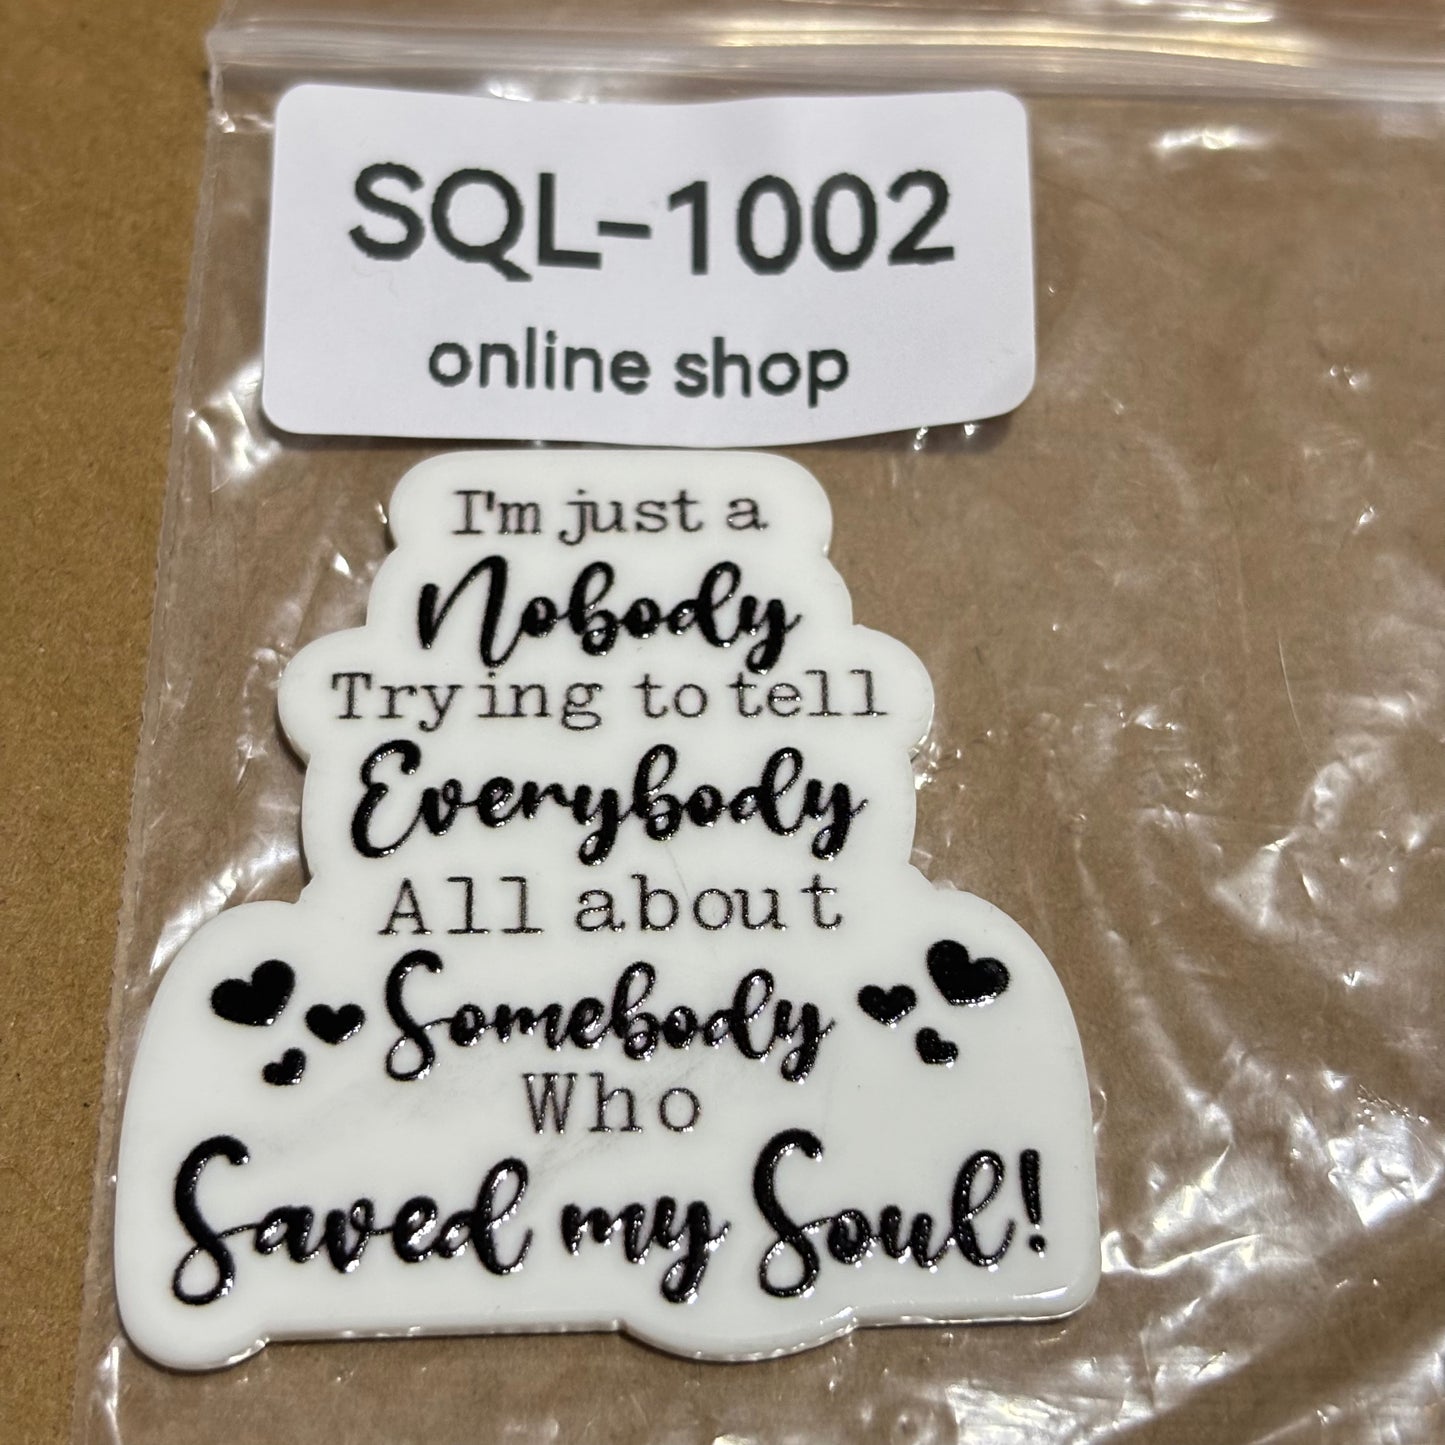 SQL-1002
online shop
I'm just a
Nobody
Trying to tell
Everybody
All about
Somebody
Who
Saved my Soul!